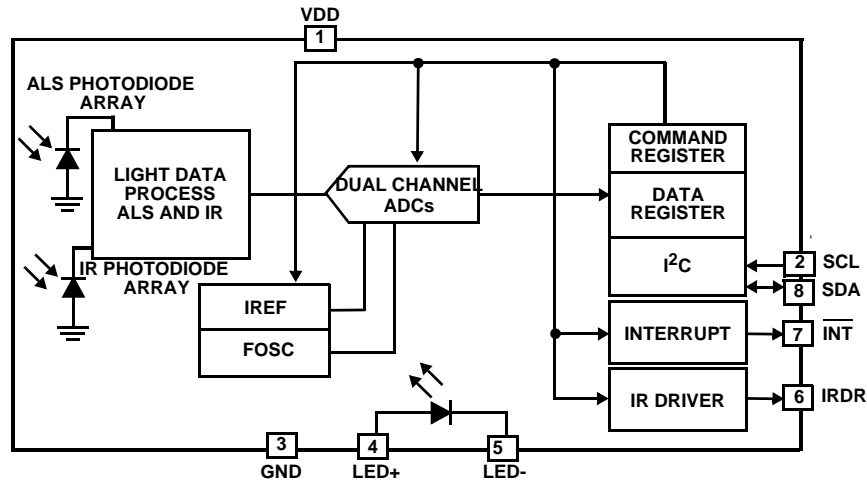 VDD
1
ALS PHOTODIODE
ARRAY
LIGHT DATA
PROCESS
ALS AND IR
IR PHOTODIODE
ARRAY
DUAL CHANNEL
ADCs
IREF
FOSC
COMMAND
REGISTER
DATA
REGISTER
I²C
2 SCL
8 SDA
INTERRUPT
7 INT
IR DRIVER
6 IRDR
3
GND
4
LED+
5
LED-